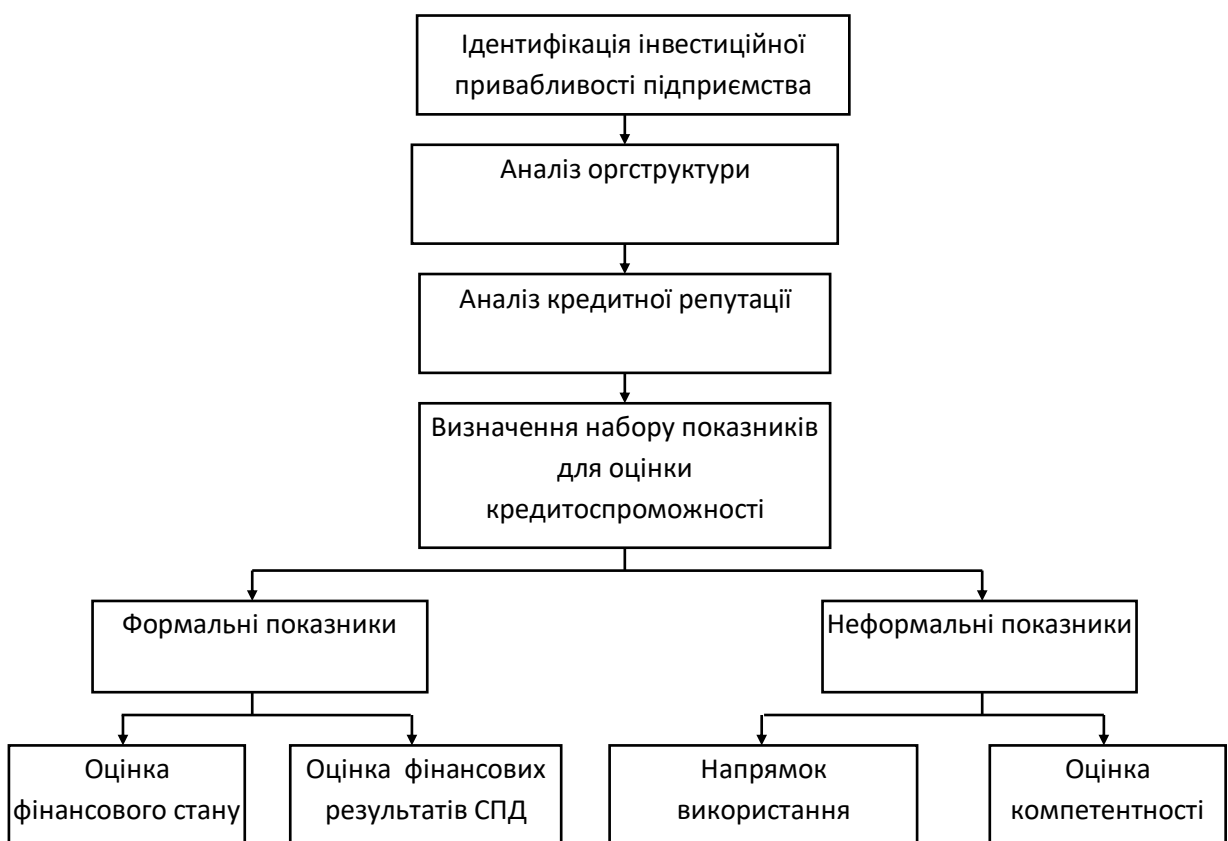 Ідентифікація інвестиційної
привабливості підприємства
Аналіз оргструктури
Аналіз кредитної репутації
Визначення набору показників
для оцінки
кредитоспроможності
Формальні показники
Неформальні показники
Оцінка
фінансового стану
Оцінка фінансових
результатів СПД
Напрямок
використання
Оцінка
компетентності